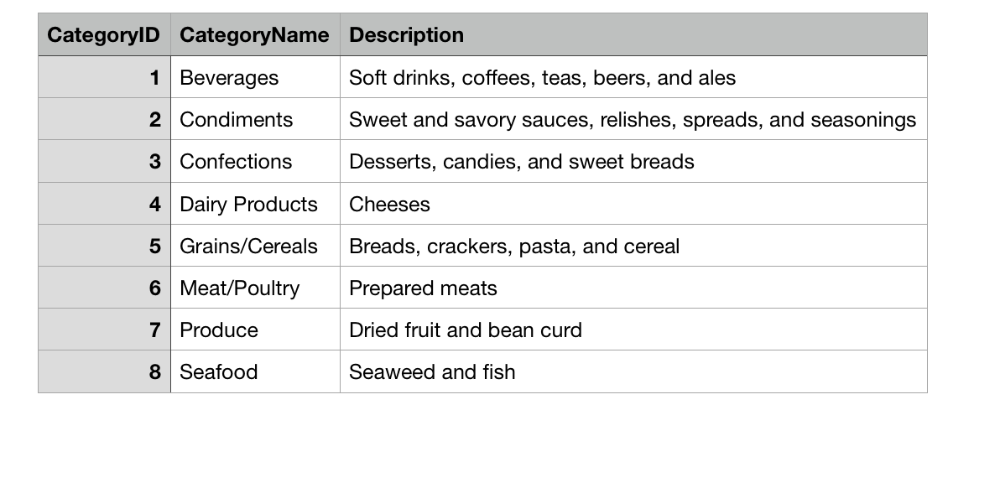 CategoryID CategoryName Description
1 Beverages Soft drinks, coffees, teas, beers, and ales
2 Condiments Sweet and savory sauces, relishes, spreads, and seasonings
3 Confections Desserts, candies, and sweet breads
4 Dairy Products Cheeses
5 Grains/Cereals Breads, crackers, pasta, and cereal
6 Meat/Poultry Prepared meats
7 Produce Dried fruit and bean curd
8 Seafood Seaweed and fish